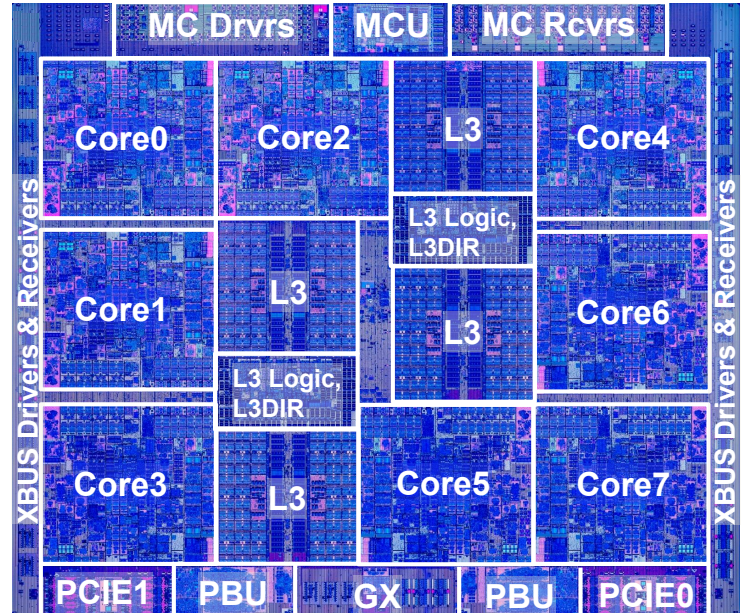 MC Drvrs
MCU
MC Rcvrs
Core0
Core2
L3
Core4
L3 Logic,
L3DIR
XBUS Drivers & Receivers
XBUS Drivers & Receivers
Core1
L3
L3
Core6
L3 Logic,
L3DIR
Core3
L3
Core5
Core7
PCIE1
PBU
GX
PBU
PCIE0